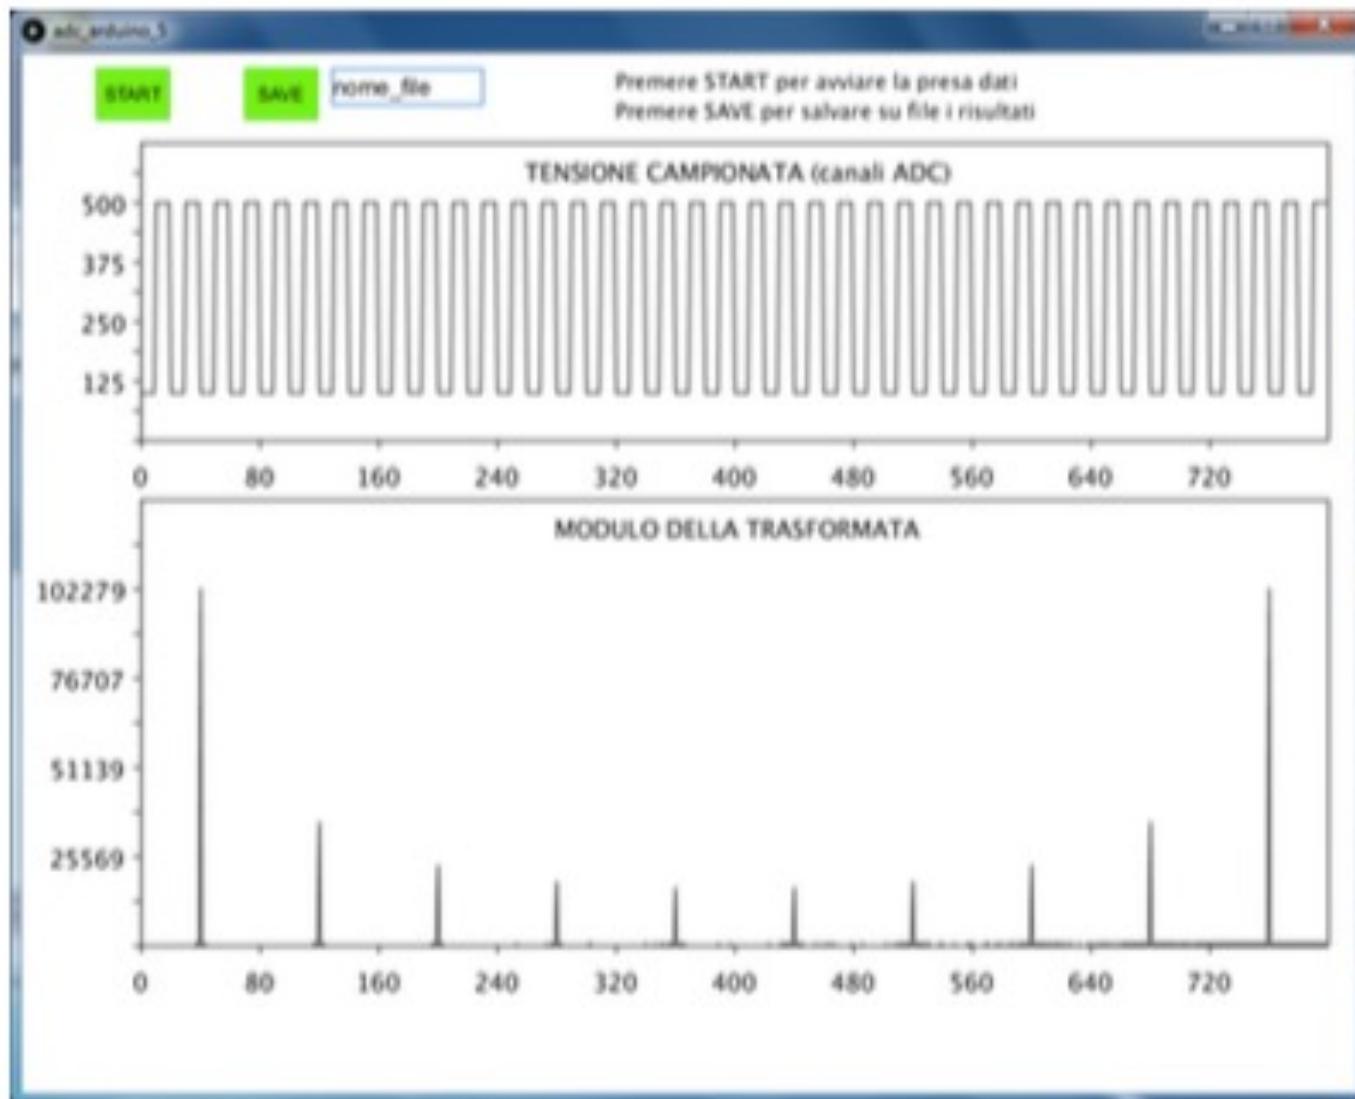 adc_arduino_5
START
SAVE
nome_file
Premere START per avviare la presa dati
Premere SAVE per salvare su file i risultati
TENSIONE CAMPIONATA (canali ADC)
500
375
250
125
0 80 160 240 320 400 480 560 640 720
MODULO DELLA TRASFORMATA
102279
76707
51139
25569
0 80 160 240 320 400 480 560 640 720